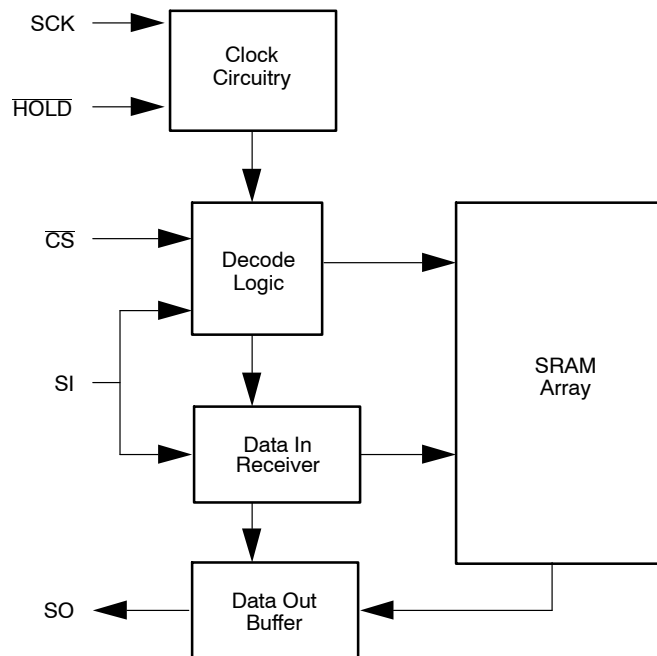 SCK
Clock
Circuitry
HOLD
CS
Decode
Logic
SI
SRAM
Array
Data In
Receiver
SO
Data Out
Buffer